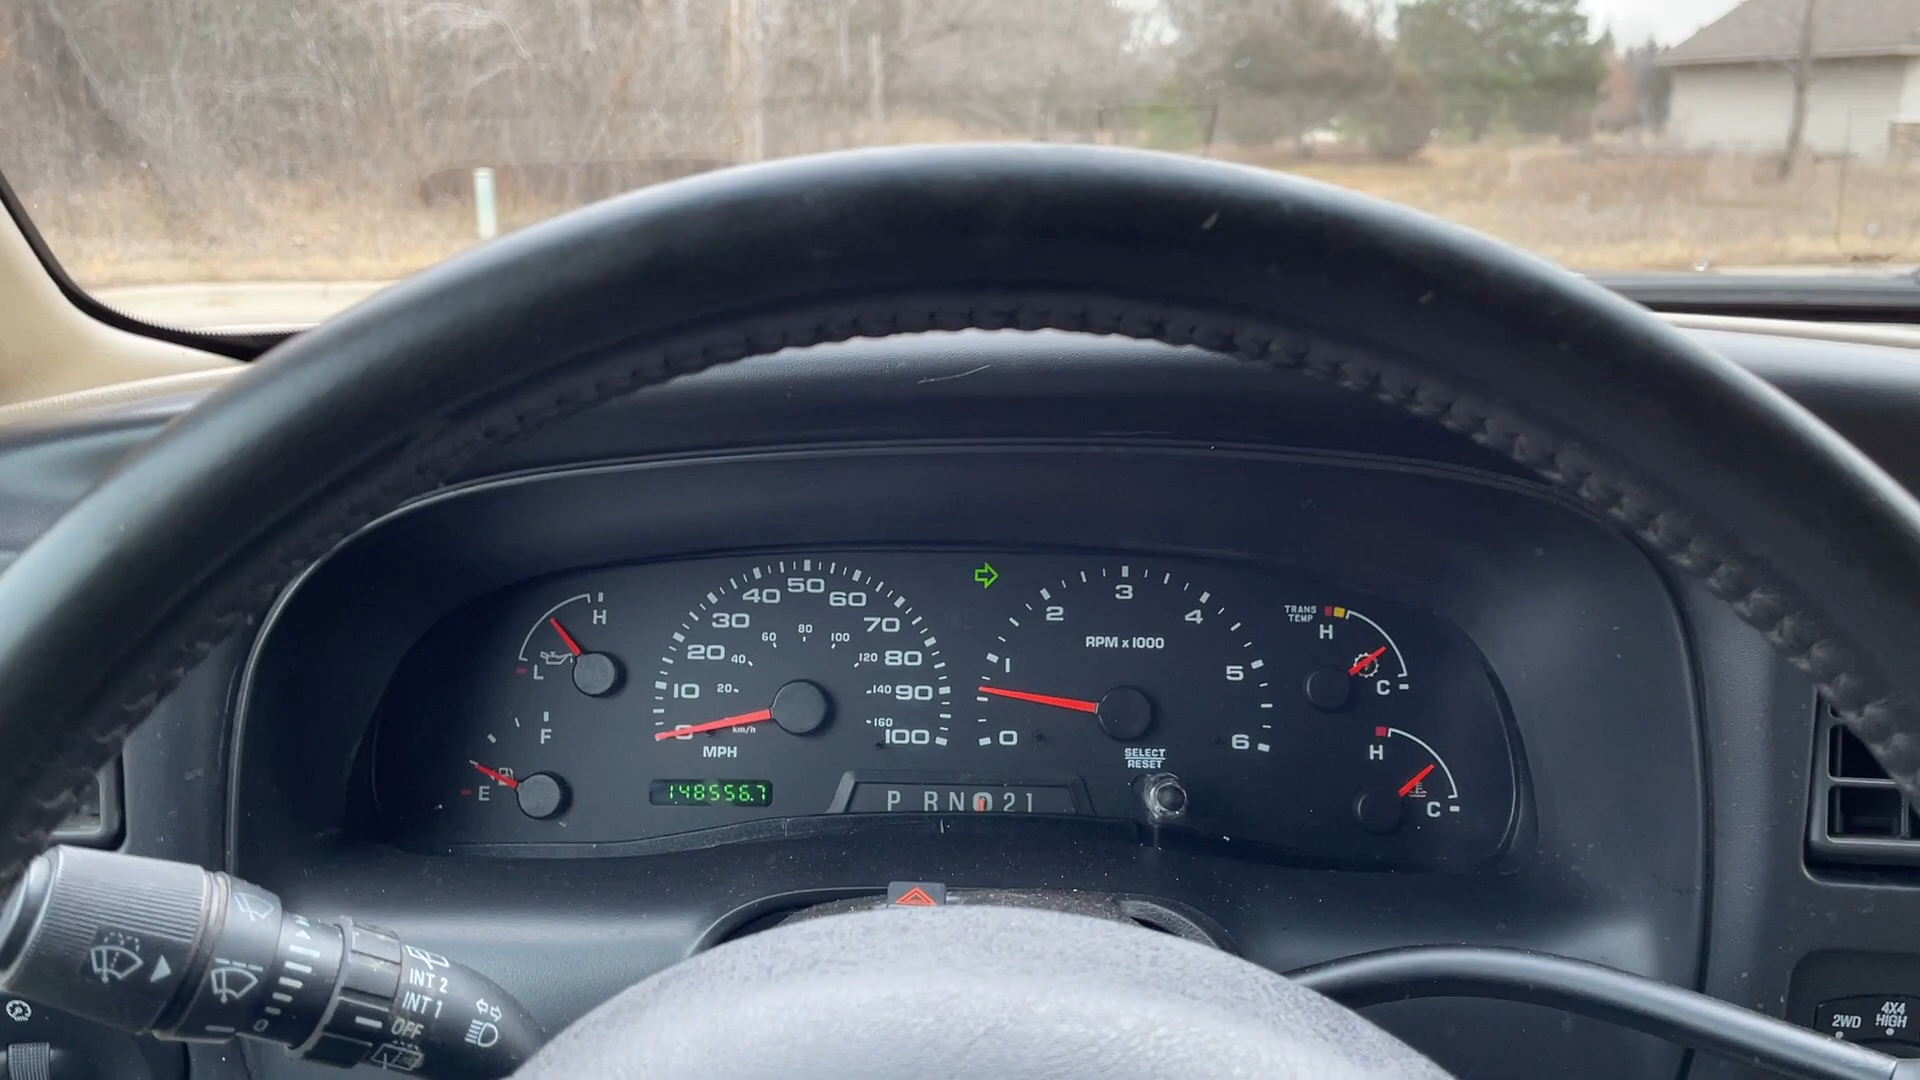 H
L
F
E
0 10 20 30 40 50 60 70 80 90 100
20 40 60 80 100 120 140 160
km/h
MPH
148556.7
0 1 2 3 4 5 6
RPM x 1000
SELECT
RESET
P R N D 2 1
TRANS
TEMP
H
C
H
C
INT 2
INT 1
OFF
O
2WD
4X4
HIGH